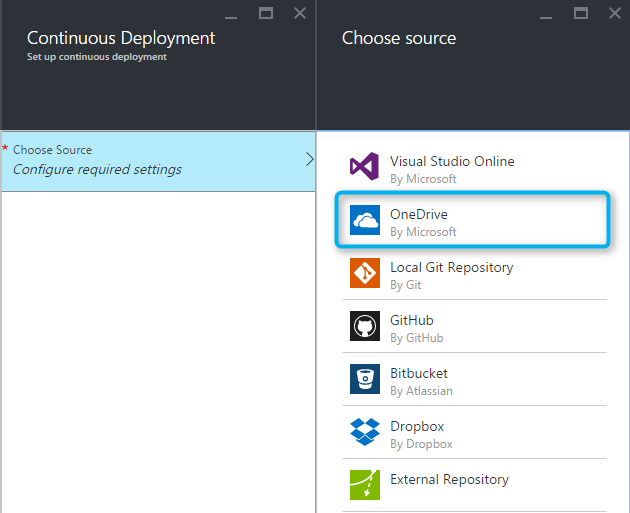 Continuous Deployment
Set up continuous deployment
* Choose Source
Configure required settings
Choose source
Visual Studio Online
By Microsoft
OneDrive
By Microsoft
Local Git Repository
By Git
GitHub
By GitHub
Bitbucket
By Atlassian
Dropbox
By Dropbox
External Repository